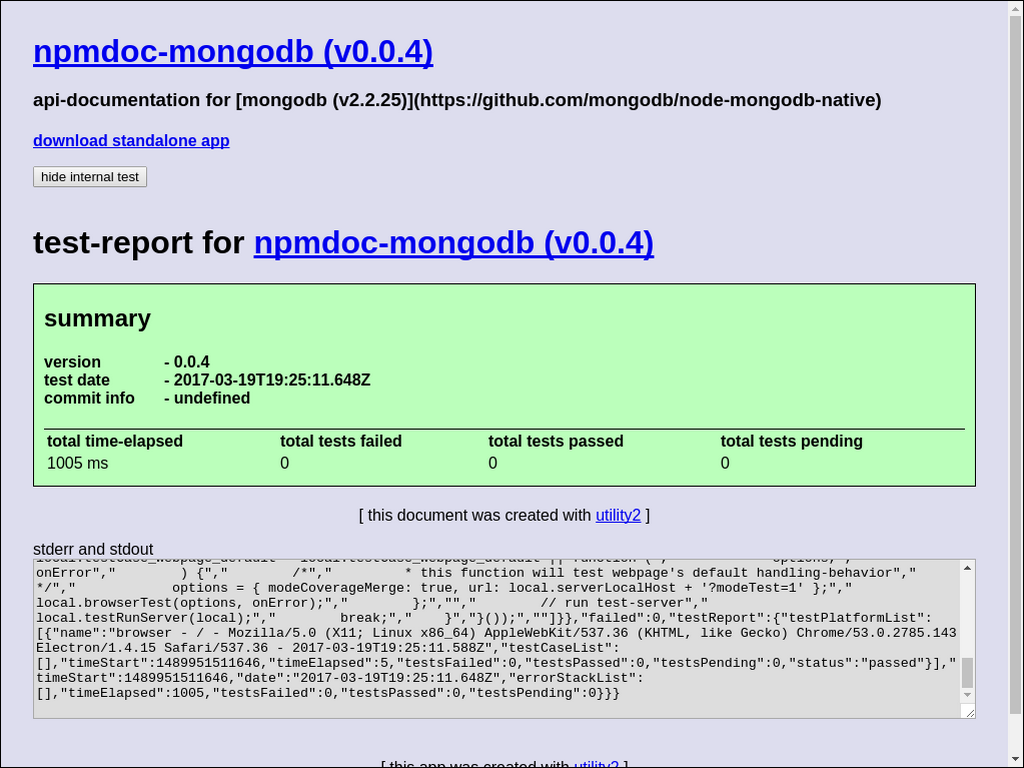 npmdoc-mongodb (v0.0.4)
api-documentation for [mongodb (v2.2.25)](https://github.com/mongodb/node-mongodb-native)
download standalone app
hide internal test
test-report for npmdoc-mongodb (v0.0.4)
summary
version - 0.0.4
test date - 2017-03-19T19:25:11.648Z
commit info - undefined
total time-elapsed total tests failed total tests passed total tests pending
1005 ms 0 0 0
[ this document was created with utility2 ]
stderr and stdout
local.testCase_webpage_default = local.testCase_webpage_default || function (","            options,","
onError","        ) {","        /*","         * this function will test webpage's default handling-behavior","
*/","            options = { modeCoverageMerge: true, url: local.serverLocalHost + '?modeTest=1' };","
local.browserTest(options, onError);","        };","","        // run test-server","
local.testRunServer(local);","        break;","    }","}());",""]}},"failed":0,"testReport":{"testPlatformList":
[{"name":"browser - / - Mozilla/5.0 (X11; Linux x86_64) AppleWebKit/537.36 (KHTML, like Gecko) Chrome/53.0.2785.143
Electron/1.4.15 Safari/537.36 - 2017-03-19T19:25:11.588Z","testCaseList":
[],"timeStart":1489951511646,"timeElapsed":5,"testsFailed":0,"testsPassed":0,"testsPending":0,"status":"passed"}],"
timeStart":1489951511646,"date":"2017-03-19T19:25:11.648Z","errorStackList":
[],"timeElapsed":1005,"testsFailed":0,"testsPassed":0,"testsPending":0}}}
[ this app was created with utility2 ]